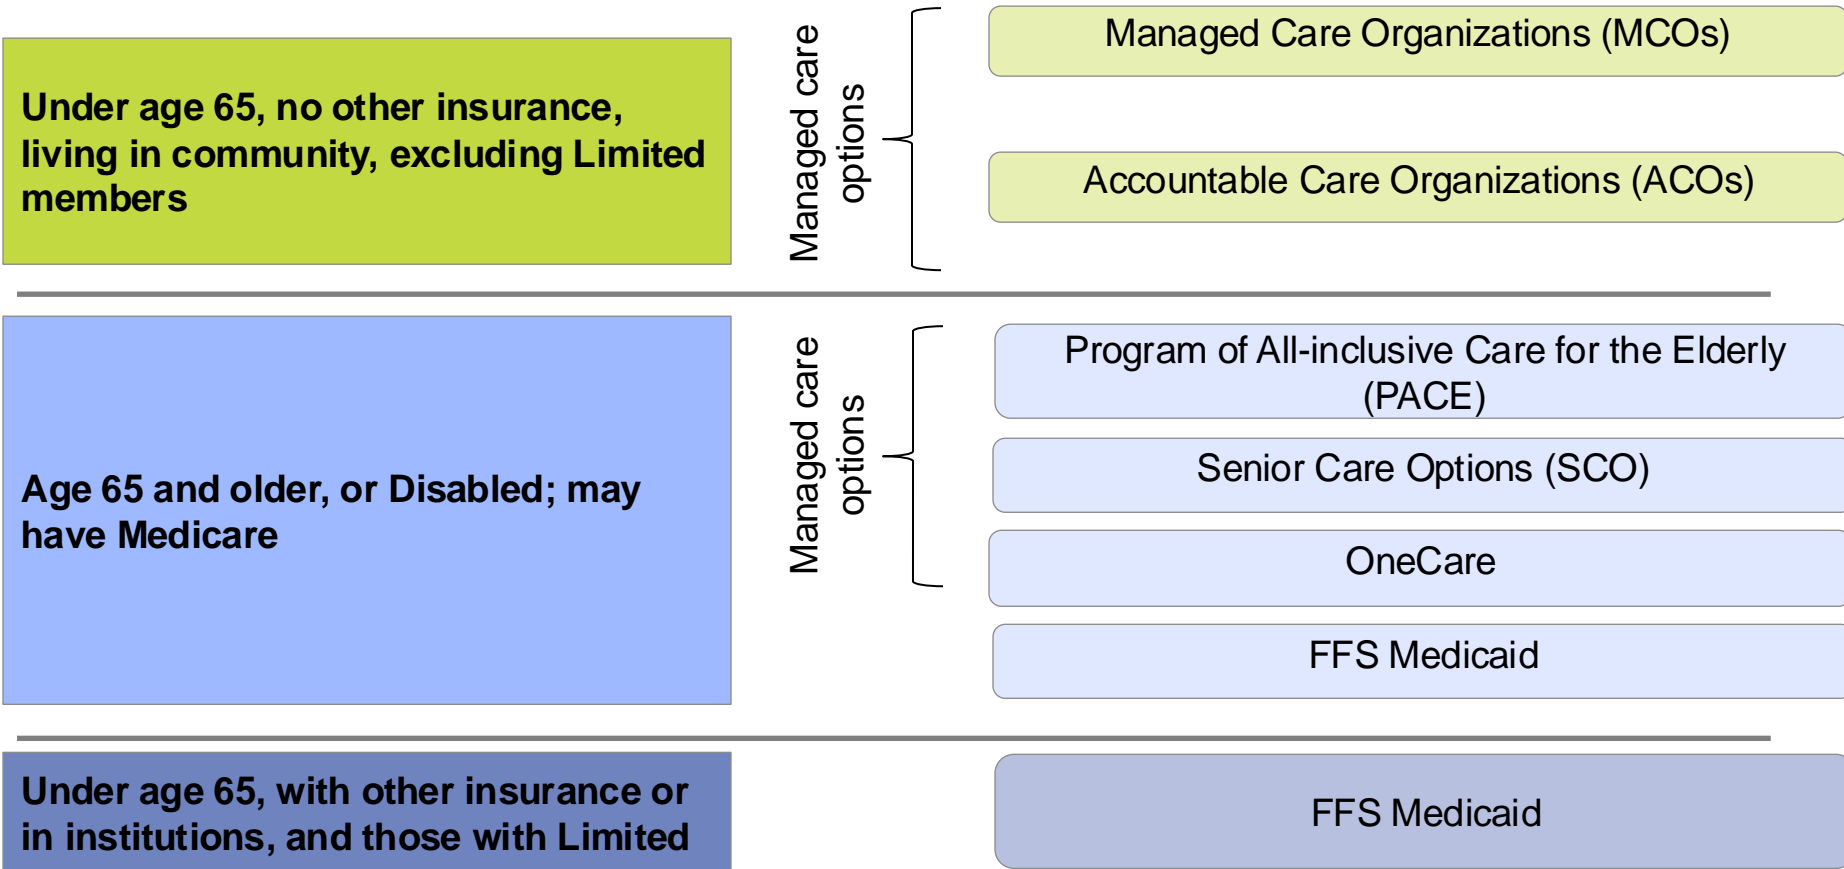 Under age 65, no other insurance,
living in community, excluding Limited
members
Managed care
options
Managed Care Organizations (MCOs)
Accountable Care Organizations (ACOs)
Age 65 and older, or Disabled; may
have Medicare
Managed care
options
Program of All-inclusive Care for the Elderly
(PACE)
Senior Care Options (SCO)
OneCare
FFS Medicaid
Under age 65, with other insurance or
in institutions, and those with Limited
FFS Medicaid